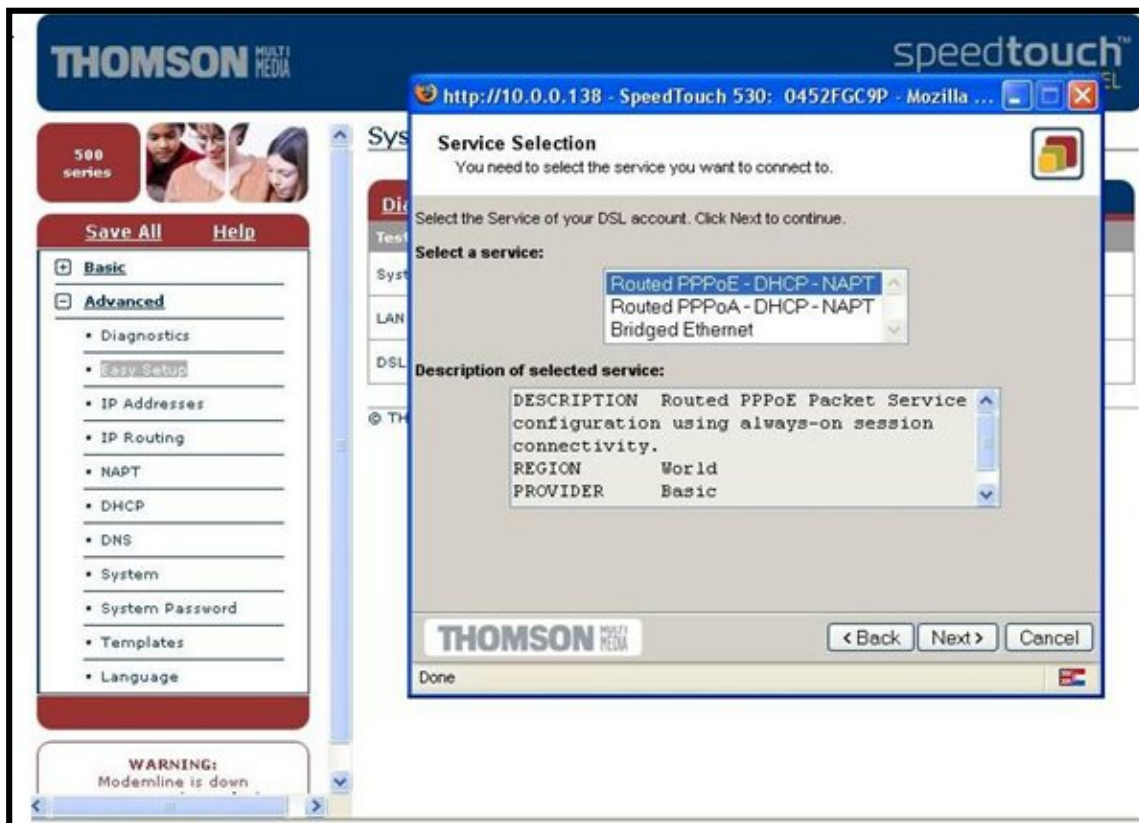 THOMSON MULTI MEDIA
speedtouch™
500 series
Save All Help
Basic
Advanced
Diagnostics
Easy Setup
IP Addresses
IP Routing
NAPT
DHCP
DNS
System
System Password
Templates
Language
WARNING:
Modemline is down
Sys
Test
Syst
LAN
DSL
© TH
http://10.0.0.138 - SpeedTouch 530: 0452FGC9P - Mozilla ...
Service Selection
You need to select the service you want to connect to.
Select the Service of your DSL account. Click Next to continue.
Select a service:
Routed PPPoE - DHCP - NAPT
Routed PPPoA - DHCP - NAPT
Bridged Ethernet
Description of selected service:
DESCRIPTION Routed PPPoE Packet Service
configuration using always-on session
connectivity.
REGION World
PROVIDER Basic
THOMSON MULTI MEDIA
<Back Next> Cancel
Done